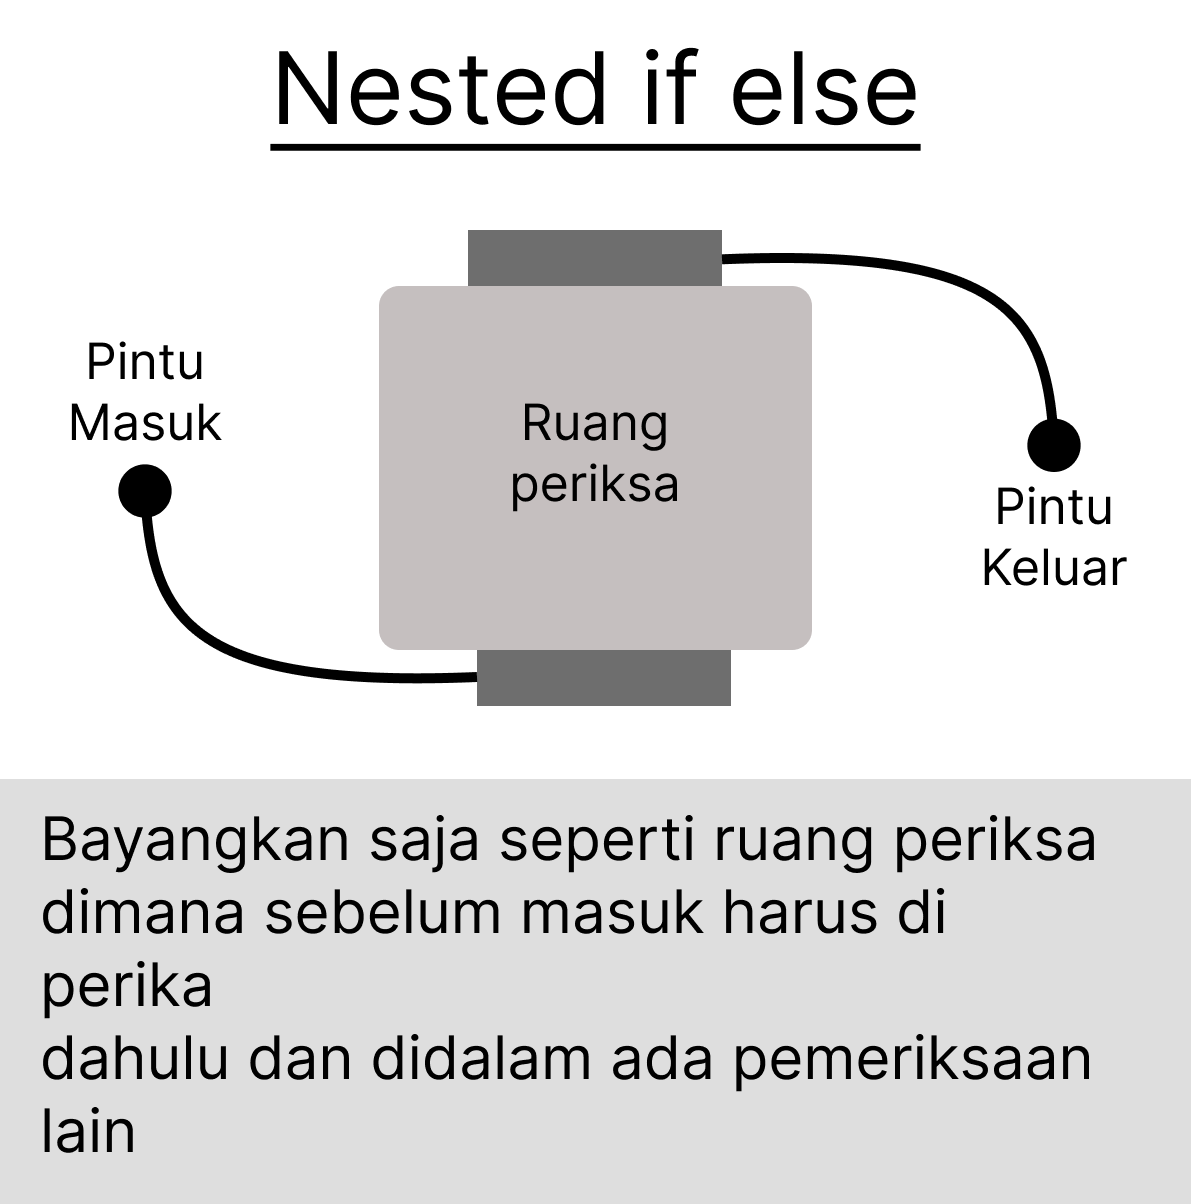 Nested if else
Pintu
Masuk
Ruang
periksa
Pintu
Keluar
Bayangkan saja seperti ruang periksa
dimana sebelum masuk harus di
perika
dahulu dan didalam ada pemeriksaan
lain